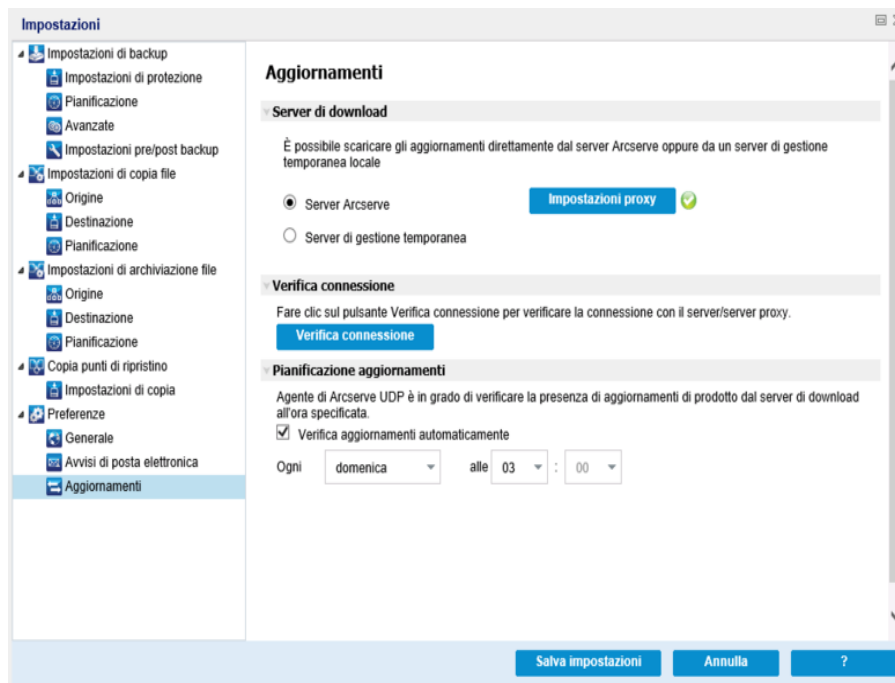 Impostazioni
Impostazioni di backup
Impostazioni di protezione
Pianificazione
Avanzate
Impostazioni pre/post backup
Impostazioni di copia file
Origine
Destinazione
Pianificazione
Impostazioni di archiviazione file
Origine
Destinazione
Pianificazione
Copia punti di ripristino
Impostazioni di copia
Preferenze
Generale
Avvisi di posta elettronica
Aggiornamenti
Aggiornamenti
Server di download
È possibile scaricare gli aggiornamenti direttamente dal server Arcserve oppure da un server di gestione
temporanea locale
Server Arcserve
Impostazioni proxy
Server di gestione temporanea
Verifica connessione
Fare clic sul pulsante Verifica connessione per verificare la connessione con il server/server proxy.
Verifica connessione
Pianificazione aggiornamenti
Agente di Arcserve UDP è in grado di verificare la presenza di aggiornamenti di prodotto dal server di download
all'ora specificata.
Verifica aggiornamenti automaticamente
Ogni domenica alle 03 : 00
Salva impostazioni Annulla ?